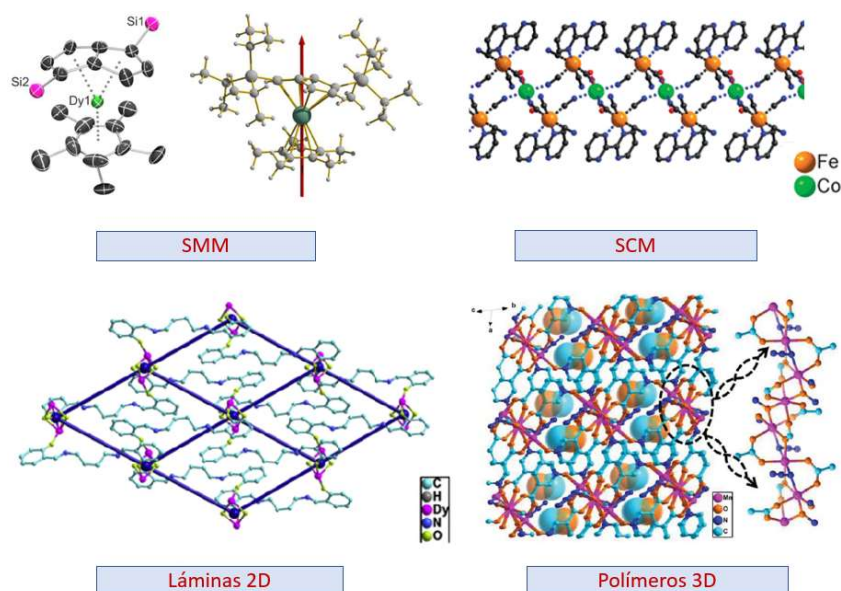 Si1
Si2
Dy1
Fe
Co
SMM
SCM
C
H
Dy
N
O
c
b
a
Mn
O
N
C
Láminas 2D
Polímeros 3D